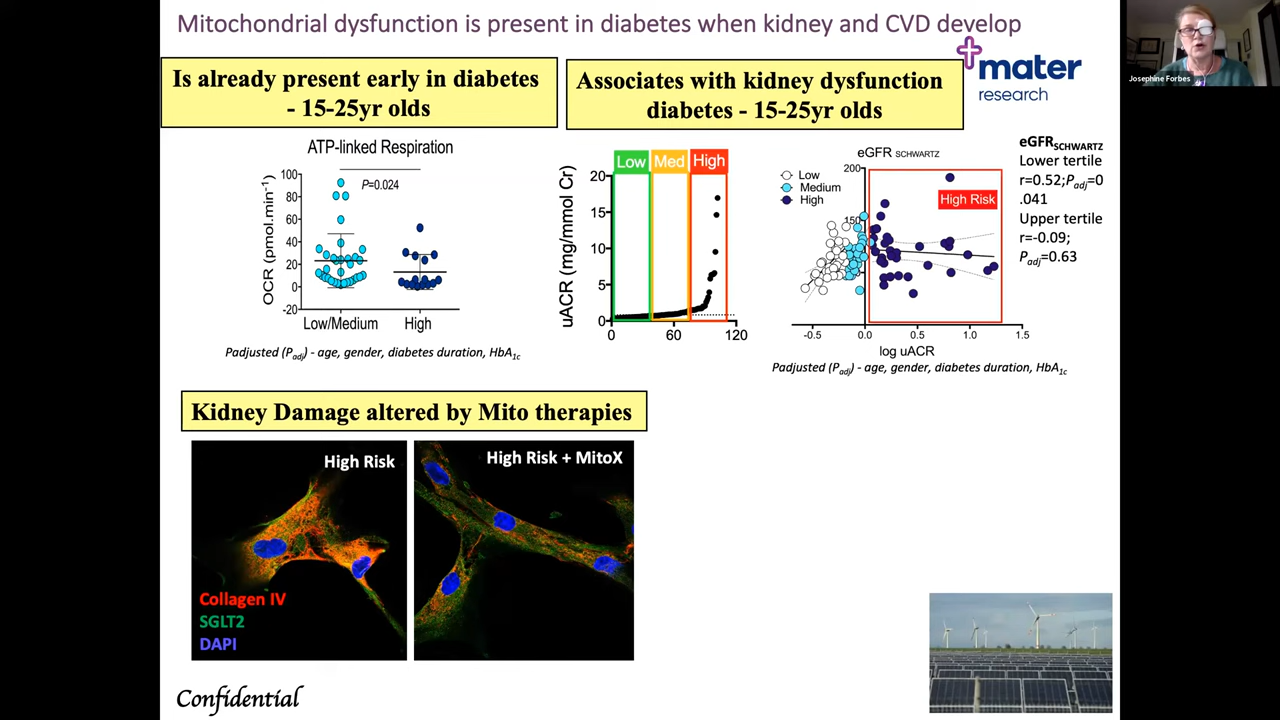 Mitochondrial dysfunction is present in diabetes when kidney and CVD develop
Josephine Forbes
mater
research
Is already present early in diabetes
- 15-25yr olds
Associates with kidney dysfunction
diabetes - 15-25yr olds
ATP-linked Respiration
P=0.024
OCR (pmol.min⁻¹)
100
80
60
40
20
0
-20
Low/Medium
High
Padjusted (Padj) - age, gender, diabetes duration, HbA1c
Low
Med
High
uACR (mg/mmol Cr)
20
15
10
5
0
0
60
120
eGFR SCHWARTZ
Low
Medium
High
200
150
High Risk
-0.5
0.0
0.5
1.0
1.5
log uACR
Padjusted (Padj) - age, gender, diabetes duration, HbA1c
eGFRSCHWARTZ
Lower tertile
r=0.52;Padj=0
.041
Upper tertile
r=-0.09;
Padj=0.63
Kidney Damage altered by Mito therapies
High Risk
Collagen IV
SGLT2
DAPI
High Risk + MitoX
Confidential